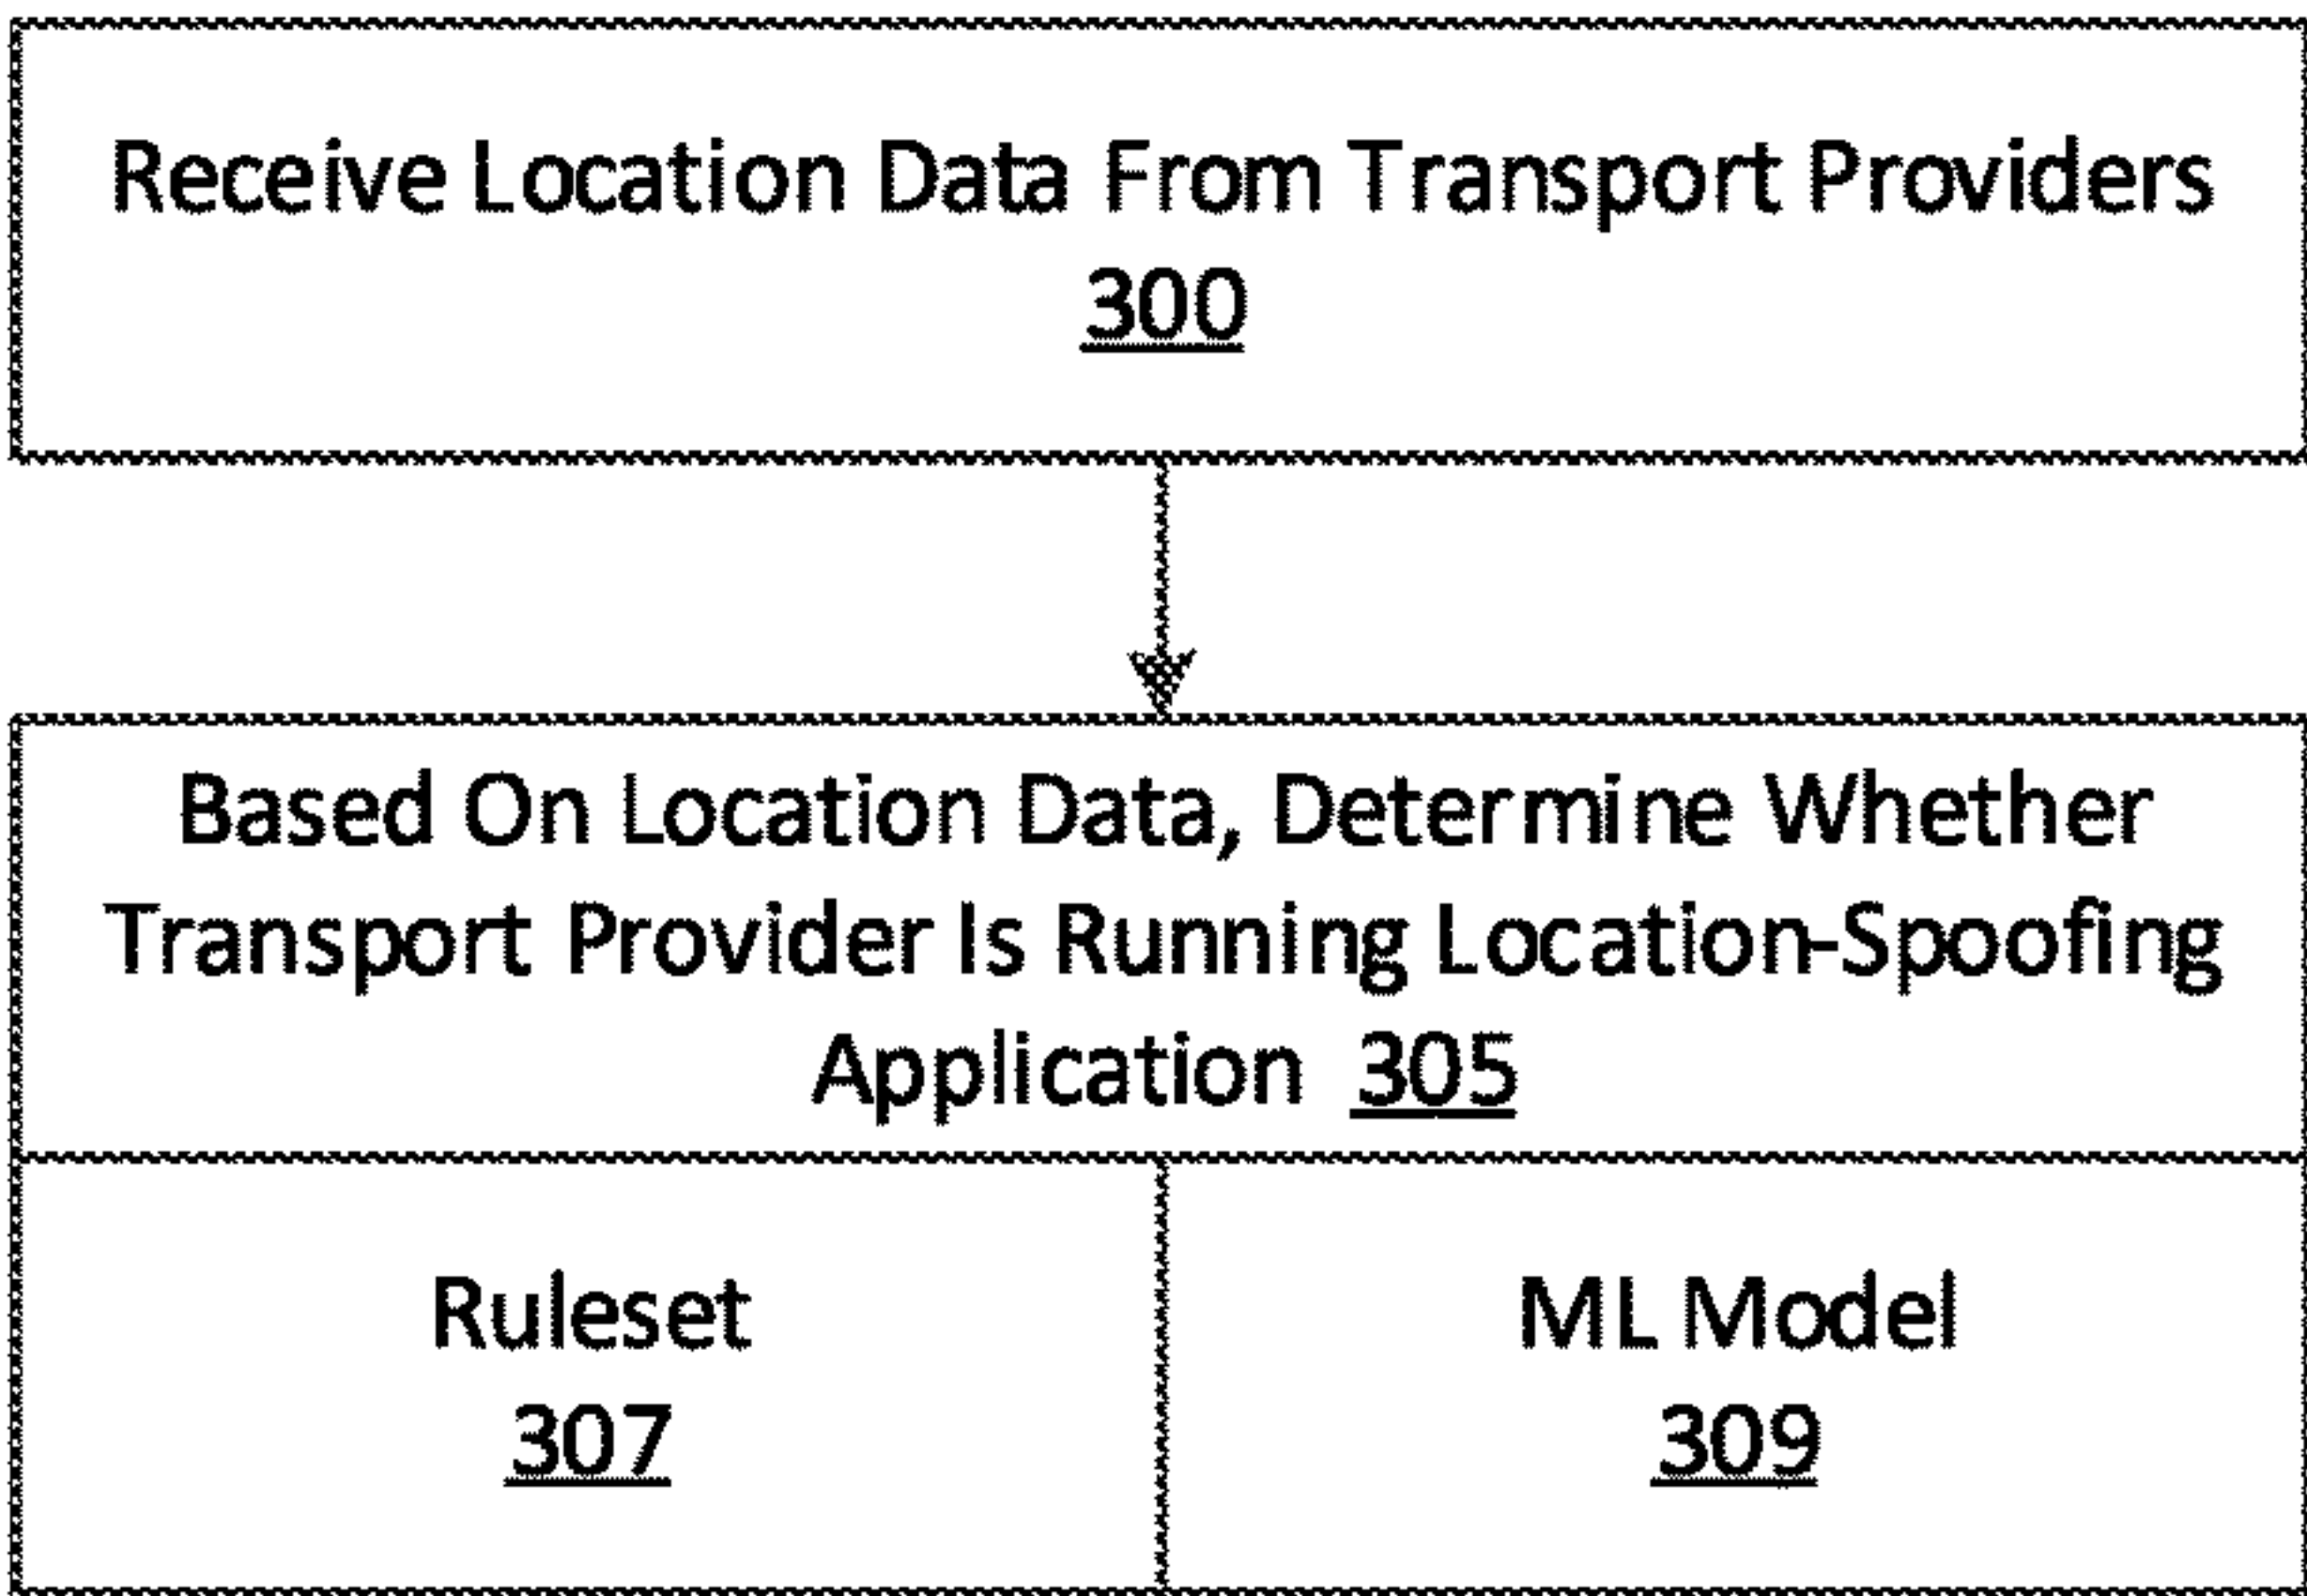 Receive Location Data From Transport Providers
300
Based On Location Data, Determine Whether
Transport Provider Is Running Location-Spoofing
Application 305
Ruleset
307
ML Model
309